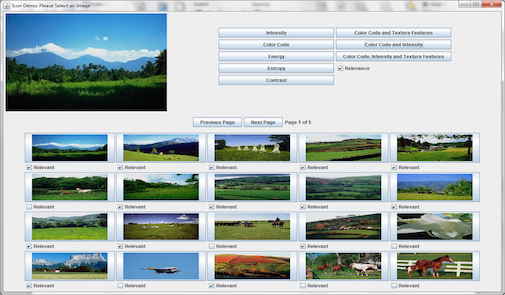 Icon Demo: Please Select an Image
Intensity
Color Code and Texture Features
Color Code
Color Code and Intensity
Energy
Color Code, Intensity and Texture Features
Entropy
Relevance
Contrast
Previous Page Next Page Page 1 of 5
Relevant Relevant Relevant Relevant Relevant
Relevant Relevant Relevant Relevant Relevant
Relevant Relevant Relevant Relevant Relevant
Relevant Relevant Relevant Relevant Relevant